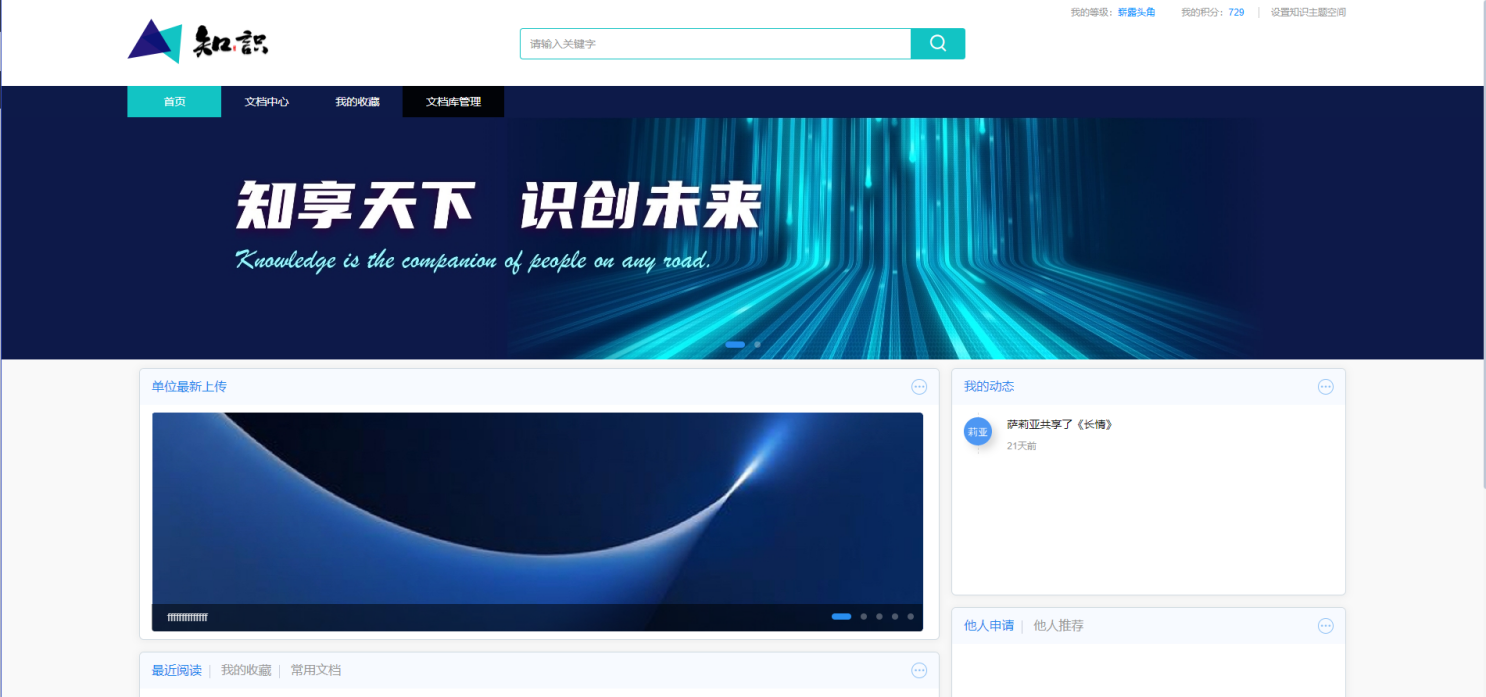 我的等级：崭露头角 我的积分：729 | 设置知识主题空间
知识
请输入关键字
首页 文档中心 我的收藏 文档库管理
知享天下 识创未来
Knowledge is the companion of people on any road.
单位最新上传
我的动态
莉亚 萨莉亚共享了《长情》
21天前
ffffffffffffff
他人申请 | 他人推荐
最近阅读 | 我的收藏 | 常用文档